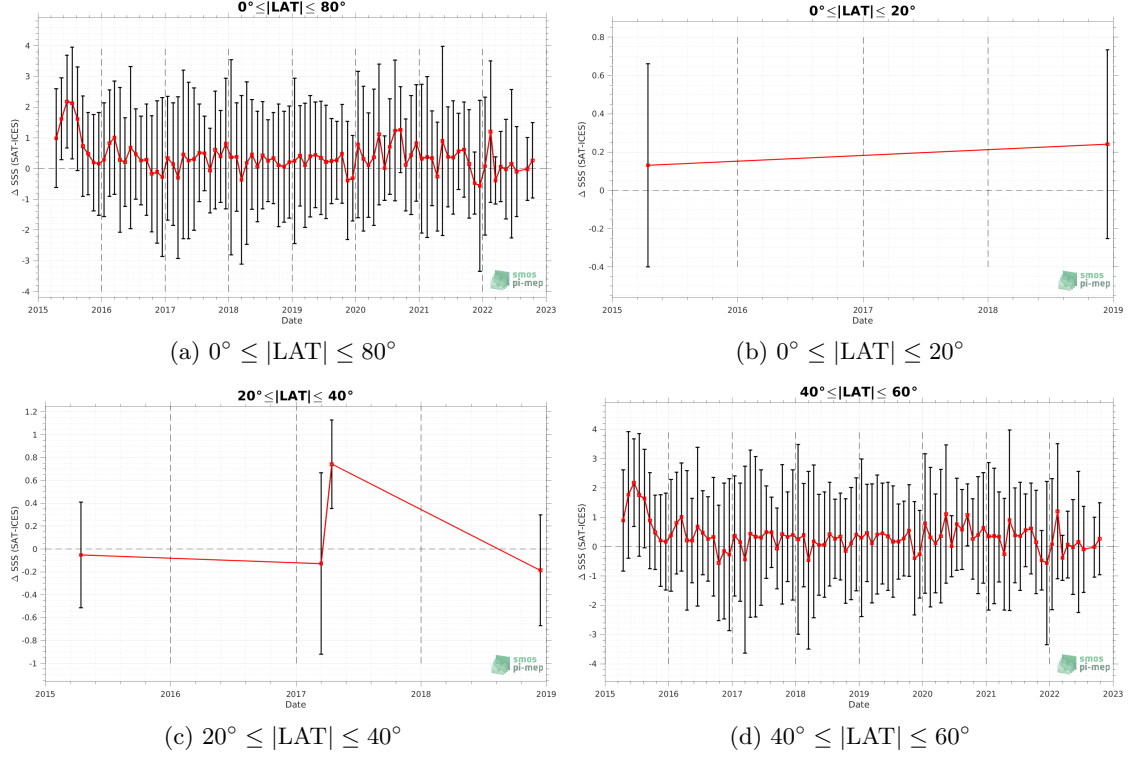 0°≤|LAT|≤ 80°
4
3
2
1
0
-1
-2
-3
-4
Δ SSS (SAT-ICES)
2015 2016 2017 2018 2019 2020 2021 2022 2023
Date
smos
pi-mep
(a) 0° ≤ |LAT| ≤ 80°
0°≤|LAT|≤ 20°
0.8
0.6
0.4
0.2
0
-0.2
-0.4
Δ SSS (SAT-ICES)
2015 2016 2017 2018 2019
Date
smos
pi-mep
(b) 0° ≤ |LAT| ≤ 20°
20°≤|LAT|≤ 40°
1.2
1
0.8
0.6
0.4
0.2
0
-0.2
-0.4
-0.6
-0.8
-1
Δ SSS (SAT-ICES)
2015 2016 2017 2018 2019
Date
smos
pi-mep
(c) 20° ≤ |LAT| ≤ 40°
40°≤|LAT|≤ 60°
4
3
2
1
0
-1
-2
-3
-4
Δ SSS (SAT-ICES)
2015 2016 2017 2018 2019 2020 2021 2022 2023
Date
smos
pi-mep
(d) 40° ≤ |LAT| ≤ 60°